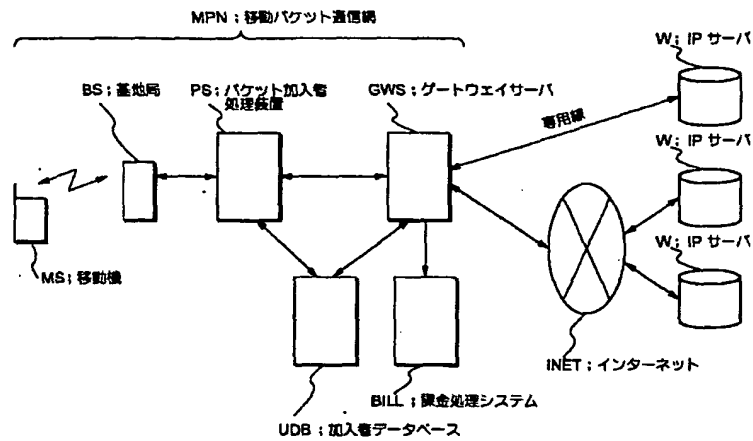 MPN；移動パケット通信網
W；IP サーバ
BS；基地局
PS；パケット加入者
処理装置
GWS；ゲートウェイサーバ
専用線
W；IP サーバ
W；IP サーバ
MS；移動機
INET；インターネット
BILL；課金処理システム
UDB；加入者データベース